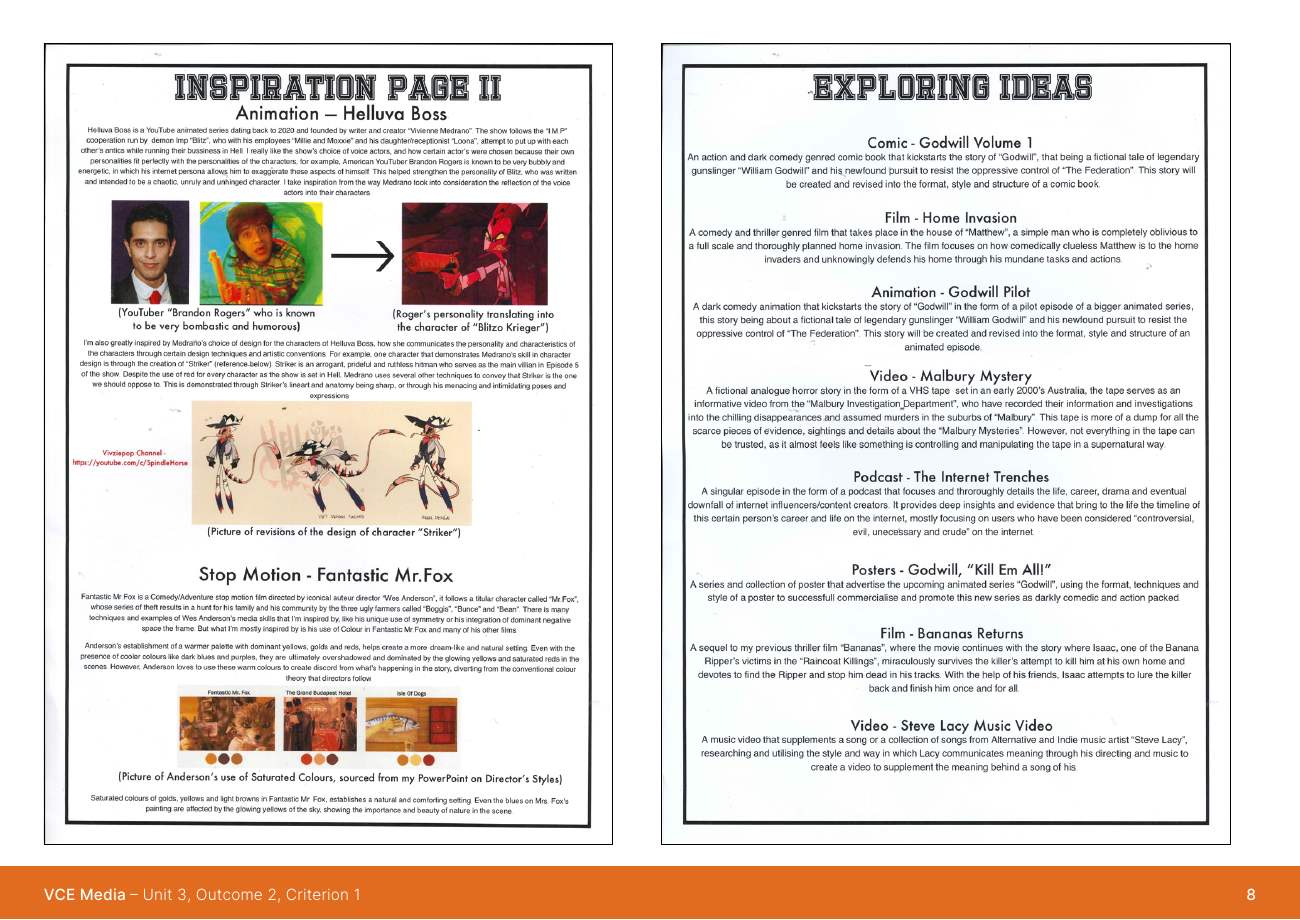 INSPIRATION PAGE II
Animation – Helluva Boss
Helluva Boss is a YouTube animated series dating back to 2020 and founded by writer and creator "Vivienne Medrano". The show follows the "I M P"
cooperation run by demon Imp "Blitz", who with his employees "Millie and Moxxie" and his daughter/receptionist "Loona", attempt to put up with each
other's antics while running their bussiness in Hell. I really like the show's choice of voice actors, and how certain actor's were chosen because their own
personalities fit perfectly with the personalities of the characters, for example, American YouTuber Brandon Rogers is known to be very bubbly and
energetic, in which his internet persona allows him to exaggerate these aspects of himself. This helped strengthen the personality of Blitz, who was written
and intended to be a chaotic, unruly and unhinged character. I take inspiration from the way Medrano took into consideration the reflection of the voice
actors into their characters.
(YouTuber "Brandon Rogers" who is known
to be very bombastic and humorous)
(Roger's personality translating into
the character of "Blitzo Krieger")
I'm also greatly inspired by Medraño's choice of design for the characters of Helluva Boss, how she communicates the personality and characteristics of
the characters through certain design techniques and artistic conventions. For example, one character that demonstrates Medrano's skill in character
design is through the creation of "Striker" (reference below). Striker is an arrogant, prideful and ruthless hitman who serves as the main villian in Episode 5
of the show. Despite the use of red for every character as the show is set in Hell, Medrano uses several other techniques to convey that Striker is the one
we should oppose to. This is demonstrated through Striker's lineart and anatomy being sharp, or through his menacing and intimidating poses and
expressions.
Vivziepop Channel -
https://youtube.com/c/SpindleHorse
(Picture of revisions of the design of character "Striker")
Stop Motion - Fantastic Mr.Fox
Fantastic Mr Fox is a Comedy/Adventure stop motion film directed by iconical auteur director "Wes Anderson", it follows a titular character called "Mr.Fox",
whose series of theft results in a hunt for his family and his community by the three ugly farmers called "Boggis", "Bunce" and "Bean". There is many
techniques and examples of Wes Anderson's media skills that I'm inspired by, like his unique use of symmetry or his integration of dominant negative
space the frame. But what I'm mostly inspired by is his use of Colour in Fantastic Mr.Fox and many of his other films.
Anderson's establishment of a warmer palette with dominant yellows, golds and reds, helps create a more dream-like and natural setting. Even with the
presence of cooler colours like dark blues and purples, they are ultimately overshadowed and dominated by the glowing yellows and saturated reds in the
scenes. However, Anderson loves to use these warm colours to create discord from what's happening in the story, diverting from the conventional colour
theory that directors follow.
Fantastic Mr. Fox
The Grand Budapest Hotel
Isle Of Dogs
(Picture of Anderson's use of Saturated Colours, sourced from my PowerPoint on Director's Styles)
Saturated colours of golds, yellows and light browns in Fantastic Mr. Fox, establishes a natural and comforting setting. Even the blues on Mrs. Fox's
painting are affected by the glowing yellows of the sky, showing the importance and beauty of nature in the scene.
EXPLORING IDEAS
Comic - Godwill Volume 1
An action and dark comedy genred comic book that kickstarts the story of "Godwill", that being a fictional tale of legendary
gunslinger "William Godwill" and his newfound pursuit to resist the oppressive control of "The Federation". This story will
be created and revised into the format, style and structure of a comic book.
Film - Home Invasion
A comedy and thriller genred film that takes place in the house of "Matthew", a simple man who is completely oblivious to
a full scale and thoroughly planned home invasion. The film focuses on how comedically clueless Matthew is to the home
invaders and unknowingly defends his home through his mundane tasks and actions.
Animation - Godwill Pilot
A dark comedy animation that kickstarts the story of "Godwill" in the form of a pilot episode of a bigger animated series,
this story being about a fictional tale of legendary gunslinger "William Godwill" and his newfound pursuit to resist the
oppressive control of "The Federation". This story will be created and revised into the format, style and structure of an
animated episode.
Video - Malbury Mystery
A fictional analogue horror story in the form of a VHS tape set in an early 2000's Australia, the tape serves as an
informative video from the "Malbury Investigation Department", who have recorded their information and investigations
into the chilling disappearances and assumed murders in the suburbs of "Malbury". This tape is more of a dump for all the
scarce pieces of evidence, sightings and details about the "Malbury Mysteries". However, not everything in the tape can
be trusted, as it almost feels like something is controlling and manipulating the tape in a supernatural way.
Podcast - The Internet Trenches
A singular episode in the form of a podcast that focuses and throroughly details the life, career, drama and eventual
downfall of internet influencers/content creators. It provides deep insights and evidence that bring to the life the timeline of
this certain person's career and life on the internet, mostly focusing on users who have been considered "controversial,
evil, unecessary and crude" on the internet.
Posters - Godwill, "Kill Em All!"
A series and collection of poster that advertise the upcoming animated series "Godwill", using the format, techniques and
style of a poster to successfull commercialise and promote this new series as darkly comedic and action packed.
Film - Bananas Returns
A sequel to my previous thriller film "Bananas", where the movie continues with the story where Isaac, one of the Banana
Ripper's victims in the "Raincoat Killings", miraculously survives the killer's attempt to kill him at his own home and
devotes to find the Ripper and stop him dead in his tracks. With the help of his friends, Isaac attempts to lure the killer
back and finish him once and for all.
Video - Steve Lacy Music Video
A music video that supplements a song or a collection of songs from Alternative and Indie music artist "Steve Lacy",
researching and utilising the style and way in which Lacy communicates meaning through his directing and music to
create a video to supplement the meaning behind a song of his.
VCE Media – Unit 3, Outcome 2, Criterion 1
8